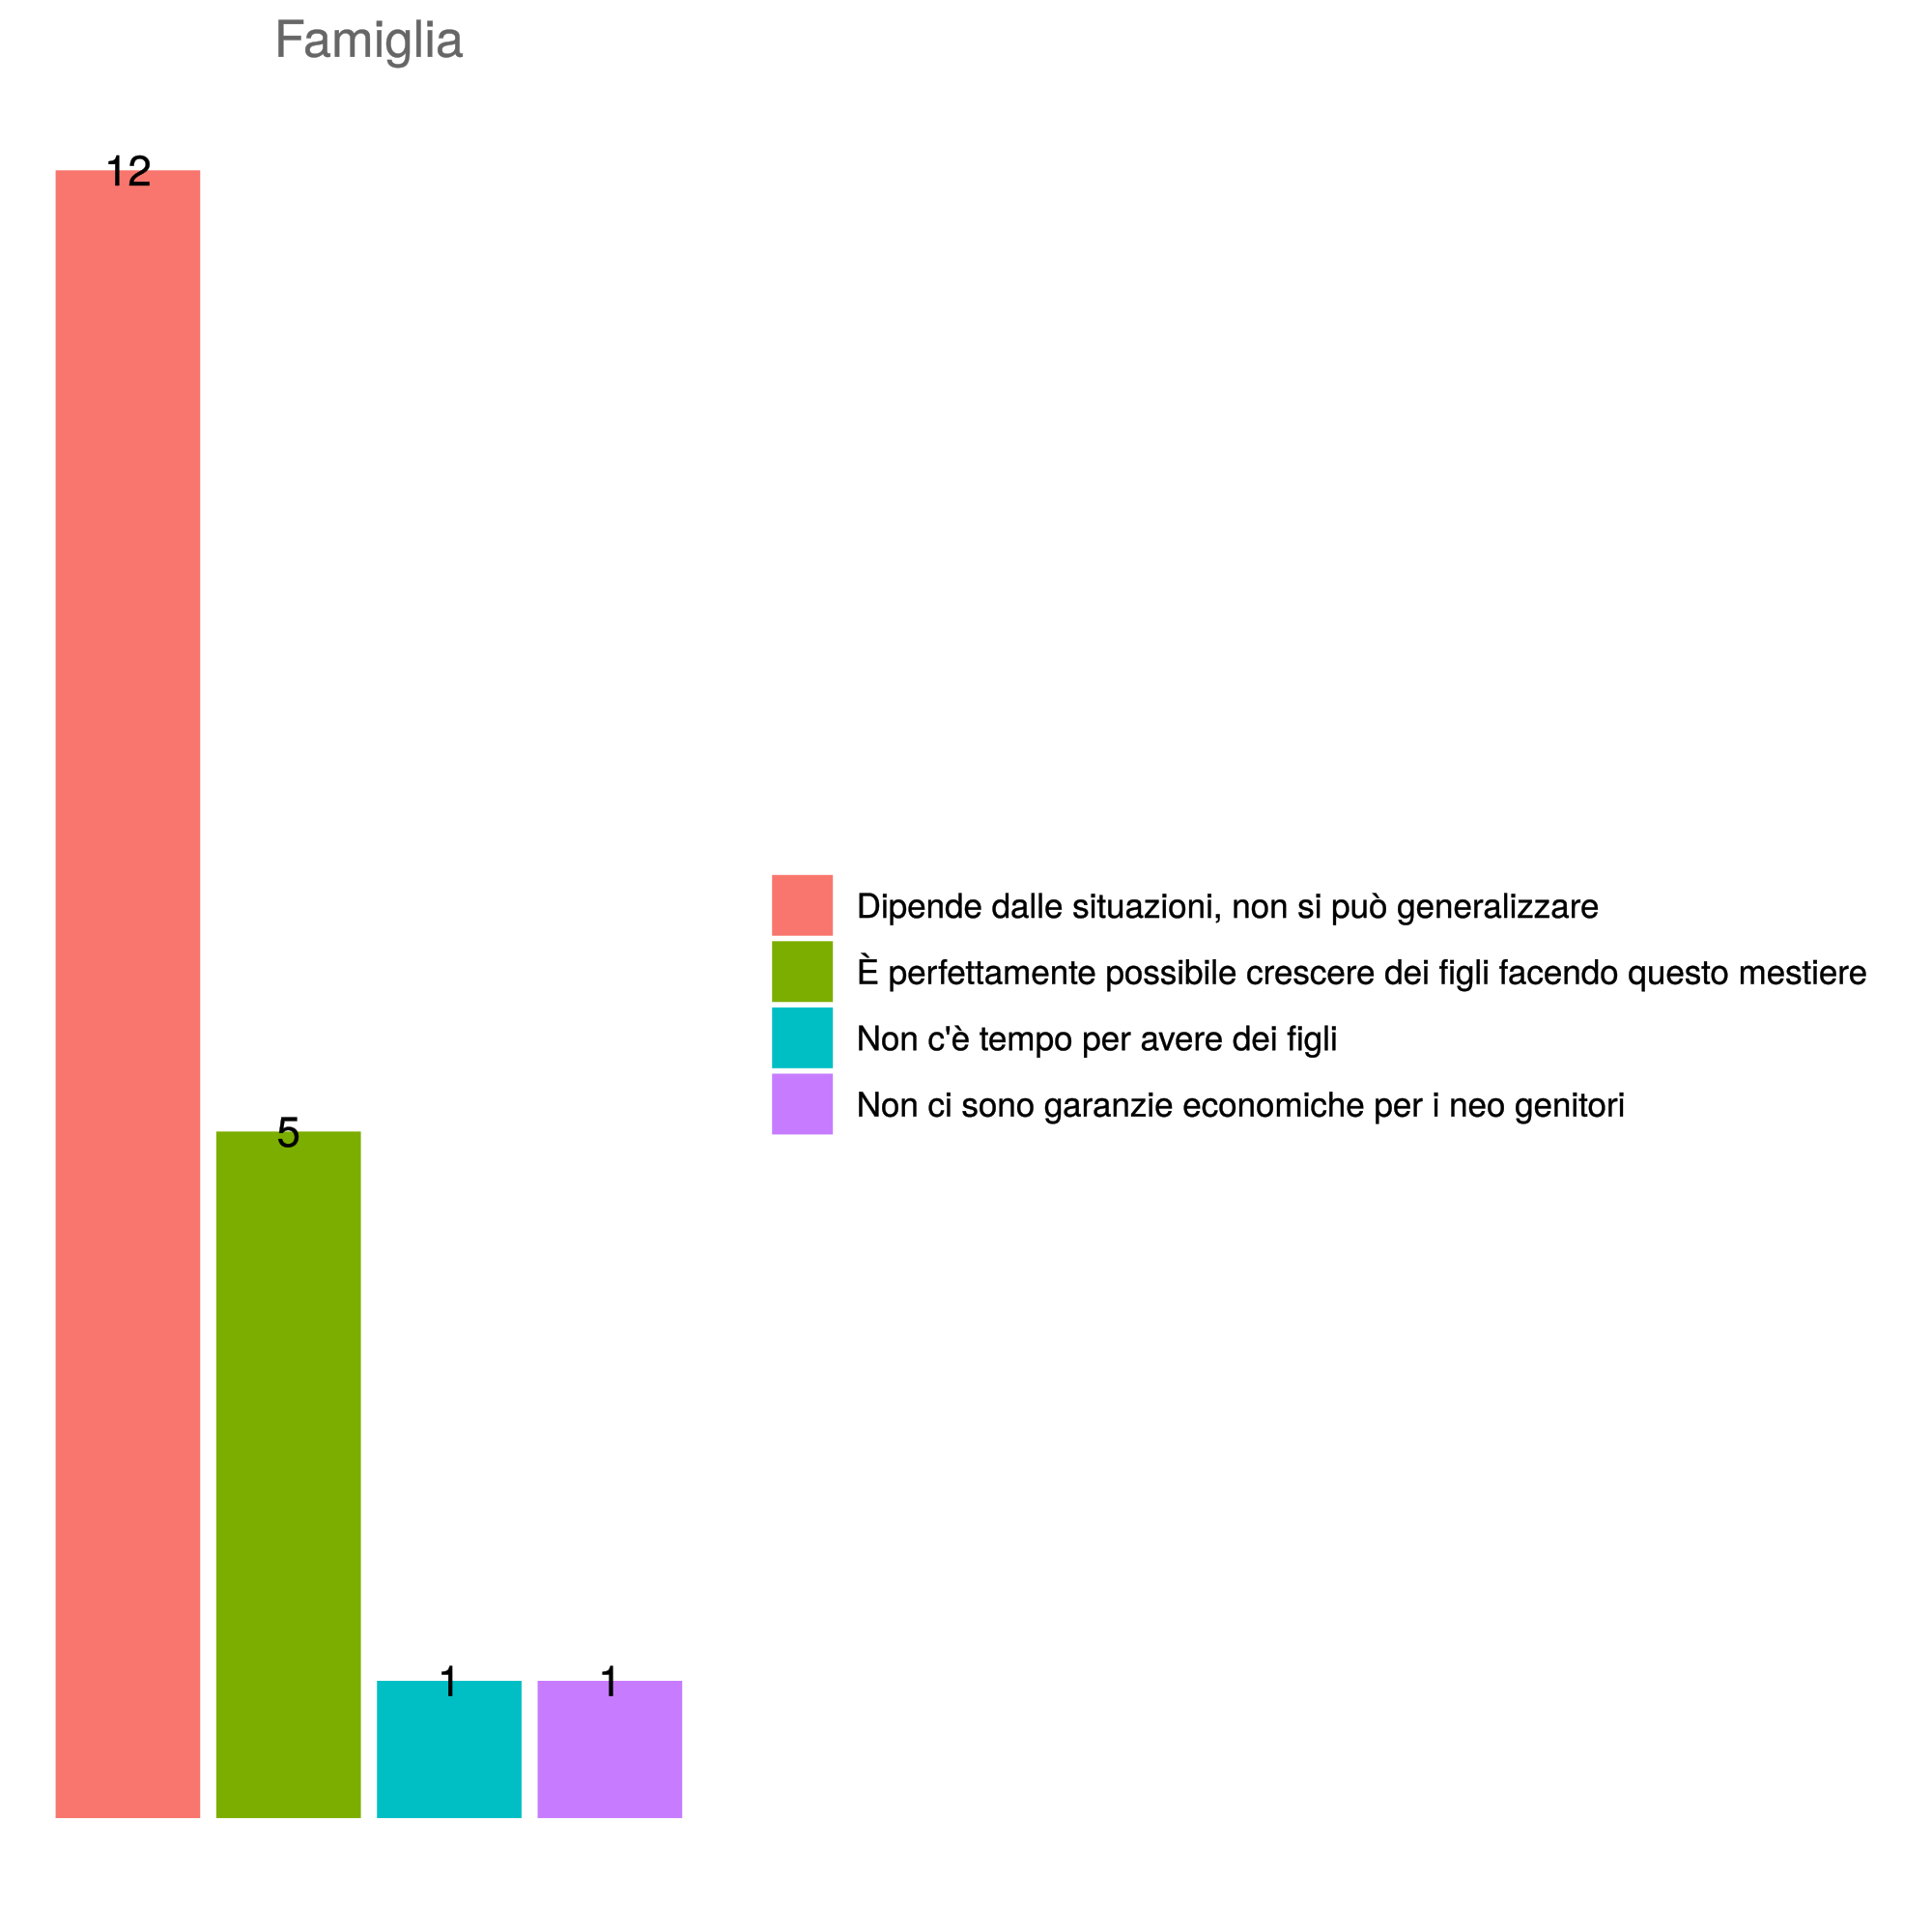 Famiglia
12
5
1
1
Dipende dalle situazioni, non si può generalizzare
È perfettamente possibile crescere dei figli facendo questo mestiere
Non c'è tempo per avere dei figli
Non ci sono garanzie economiche per i neo genitori